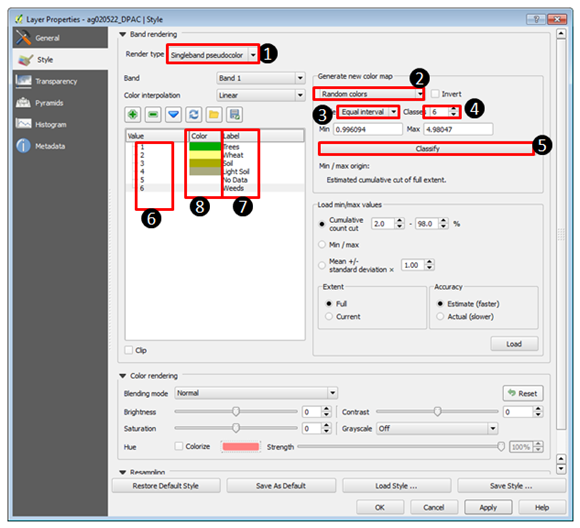 Layer Properties - ag020522_DPAC | Style
General
Style
Transparency
Pyramids
Histogram
Metadata
Band rendering
Render type Singleband pseudocolor 1
Band Band 1
Color interpolation Linear
Value Color Label
1 Trees
2 Wheat
3 Soil
4 Light Soil
5 No Data
6 Weeds
6 8 7
Clip
Generate new color map 2
Random colors Invert
3 Equal interval Classes 6 4
Min 0.996094 Max 4.98047
Classify 5
Min / max origin:
Estimated cumulative cut of full extent.
Load min/max values
Cumulative count cut 2.0 - 98.0 %
Min / max
Mean +/-
standard deviation × 1.00
Extent Accuracy
Full Estimate (faster)
Current Actual (slower)
Load
Color rendering
Blending mode Normal Reset
Brightness 0 Contrast 0
Saturation 0 Grayscale Off
Hue Colorize Strength 100%
Resampling
Restore Default Style Save As Default Load Style ... Save Style ...
OK Cancel Apply Help